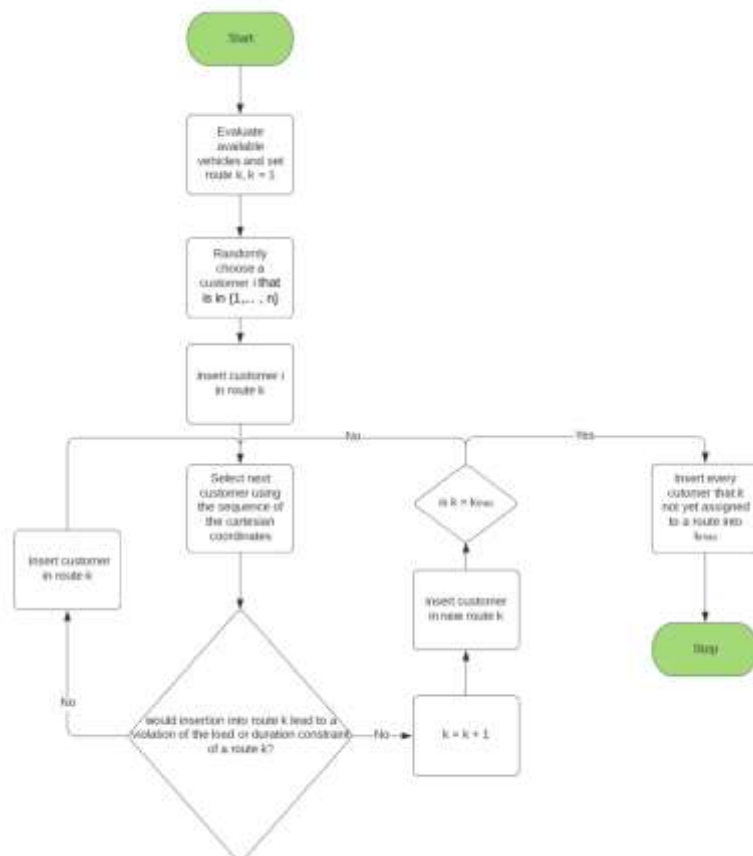 Start
Evaluate
available
vehicles and set
route k, k = 1
Randomly
choose a
customer i that
is in {1,... , n}
Insert customer i
in route k
No
Yes
Select next
customer using
the sequence of
the cartesian
coordinates
is k = kmax
Insert every
cutomer that it
not yet assigned
to a route into
kmax
Insert customer
in route k
Insert customer
in new route k
Stop
No
would insertion into route k lead to a
violation of the load or duration constraint
of a route k?
No
k = k + 1